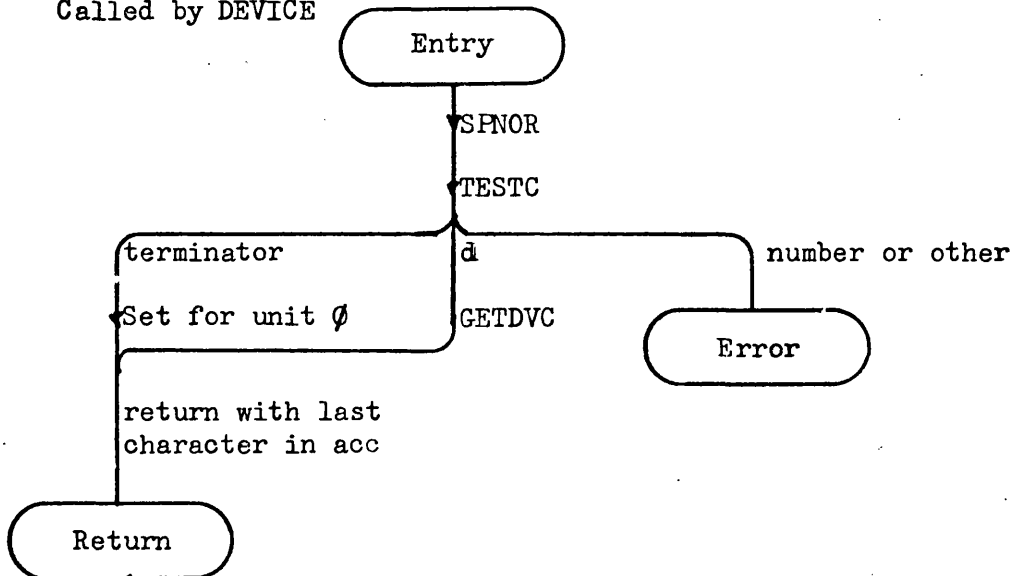 Called by DEVICE
Entry
SPNOR
TESTC
terminator
d
number or other
Set for unit Ø
GETDVC
Error
return with last
character in acc
Return